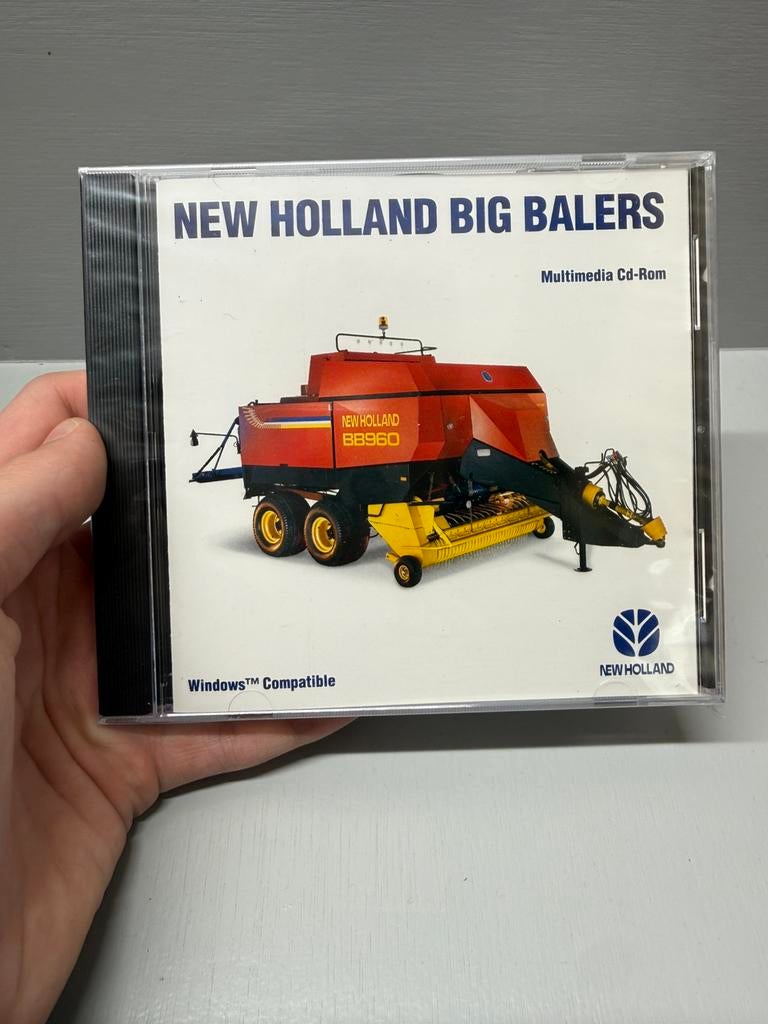 NEW HOLLAND BIG BALERS
Multimedia Cd-Rom
NEW HOLLAND
BB960
NEW HOLLAND
Windows™ Compatible